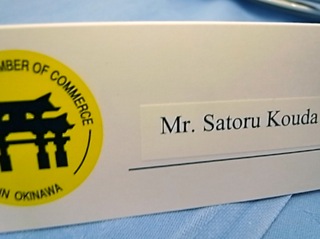 MBER OF COMMERCE
IN OKINAWA
Mr. Satoru Kouda